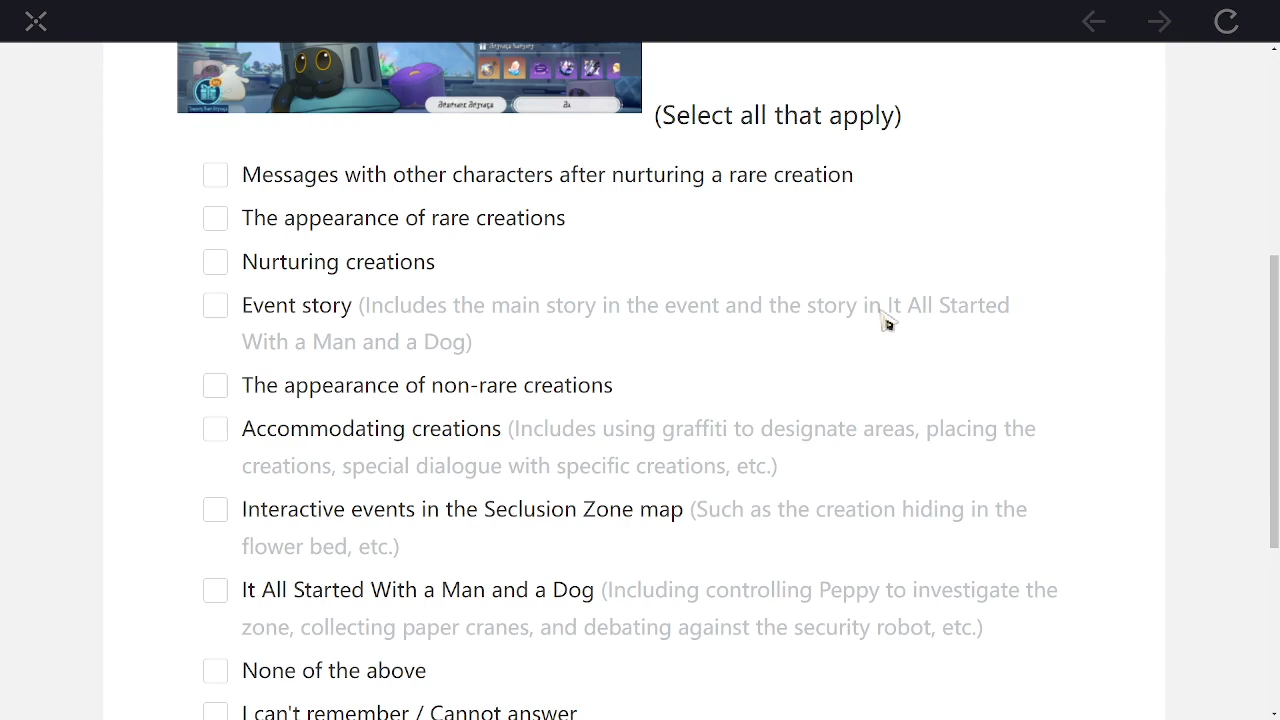 (Select all that apply)
Messages with other characters after nurturing a rare creation
The appearance of rare creations
Nurturing creations
Event story (Includes the main story in the event and the story in It All Started
With a Man and a Dog)
The appearance of non-rare creations
Accommodating creations (Includes using graffiti to designate areas, placing the
creations, special dialogue with specific creations, etc.)
Interactive events in the Seclusion Zone map (Such as the creation hiding in the
flower bed, etc.)
It All Started With a Man and a Dog (Including controlling Peppy to investigate the
zone, collecting paper cranes, and debating against the security robot, etc.)
None of the above
I can't remember / Cannot answer